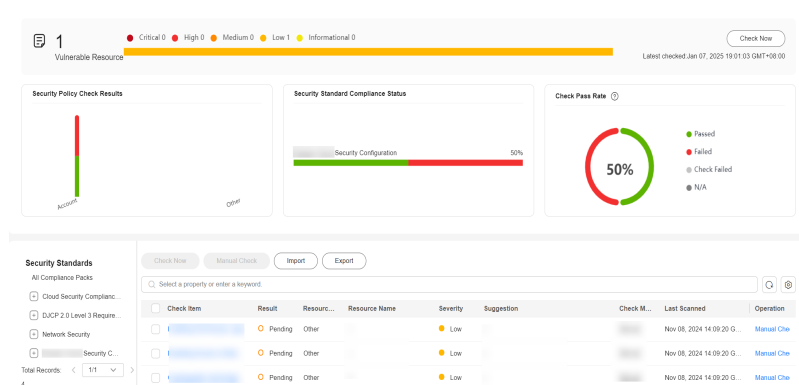 1
Vulnerable Resource
Critical 0 High 0 Medium 0 Low 1 Informational 0
Check Now
Latest checked:Jan 07, 2025 19:01:03 GMT+08:00
Security Policy Check Results
Account
Other
Security Standard Compliance Status
Security Configuration 50%
Check Pass Rate
50%
Passed
Failed
Check Failed
N/A
Security Standards
All Compliance Packs
Cloud Security Complianc...
DJCP 2.0 Level 3 Require...
Network Security
Security C...
Total Records: 1/1
4
Check Now Manual Check Import Export
Select a property or enter a keyword.
Check Item Result Resourc... Resource Name Severity Suggestion Check M... Last Scanned Operation
Pending Other Low Nov 08, 2024 14:09:20 G... Manual Che
Pending Other Low Nov 08, 2024 14:09:20 G... Manual Che
Pending Other Low Nov 08, 2024 14:09:20 G... Manual Che